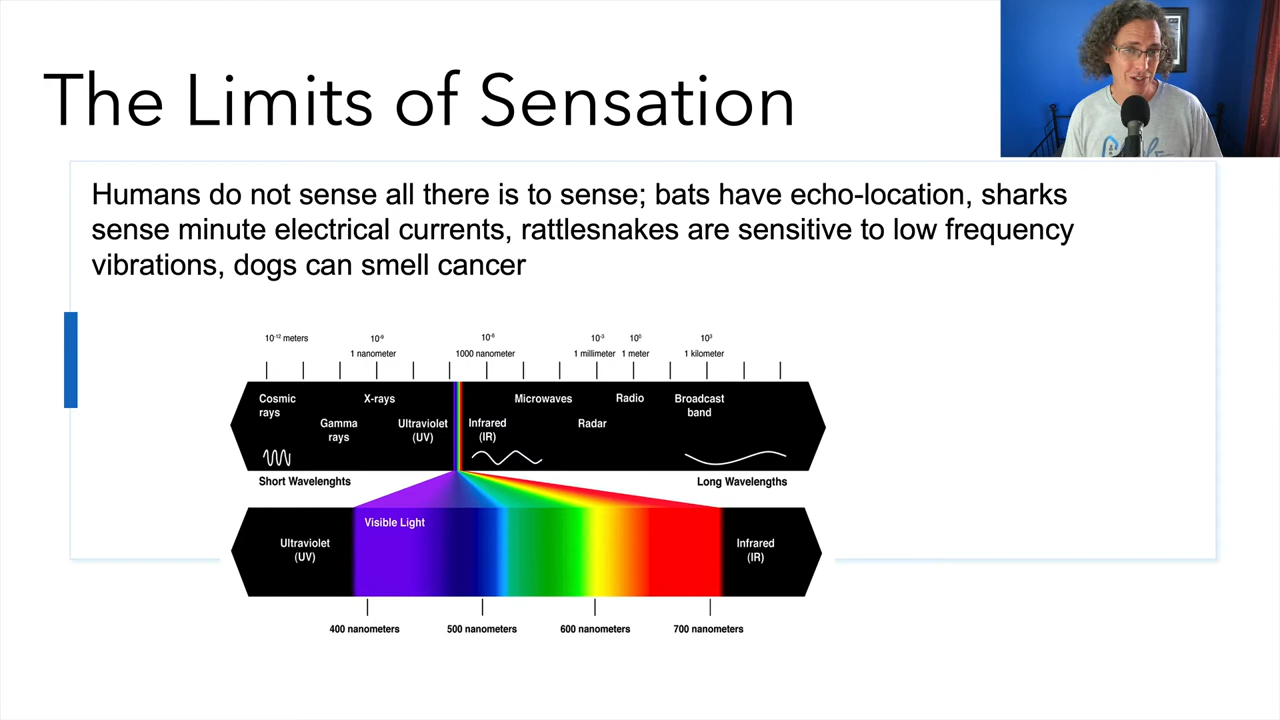 The Limits of Sensation
Humans do not sense all there is to sense; bats have echo-location, sharks
sense minute electrical currents, rattlesnakes are sensitive to low frequency
vibrations, dogs can smell cancer
10⁻¹² meters
10⁻⁹
1 nanometer
10⁻⁶
1000 nanometer
10⁻³
1 millimeter
10⁰
1 meter
10³
1 kilometer
Cosmic
rays
Gamma
rays
X-rays
Ultraviolet
(UV)
Infrared
(IR)
Microwaves
Radar
Radio
Broadcast
band
Short Wavelenghts
Long Wavelengths
Visible Light
Ultraviolet
(UV)
Infrared
(IR)
400 nanometers
500 nanometers
600 nanometers
700 nanometers